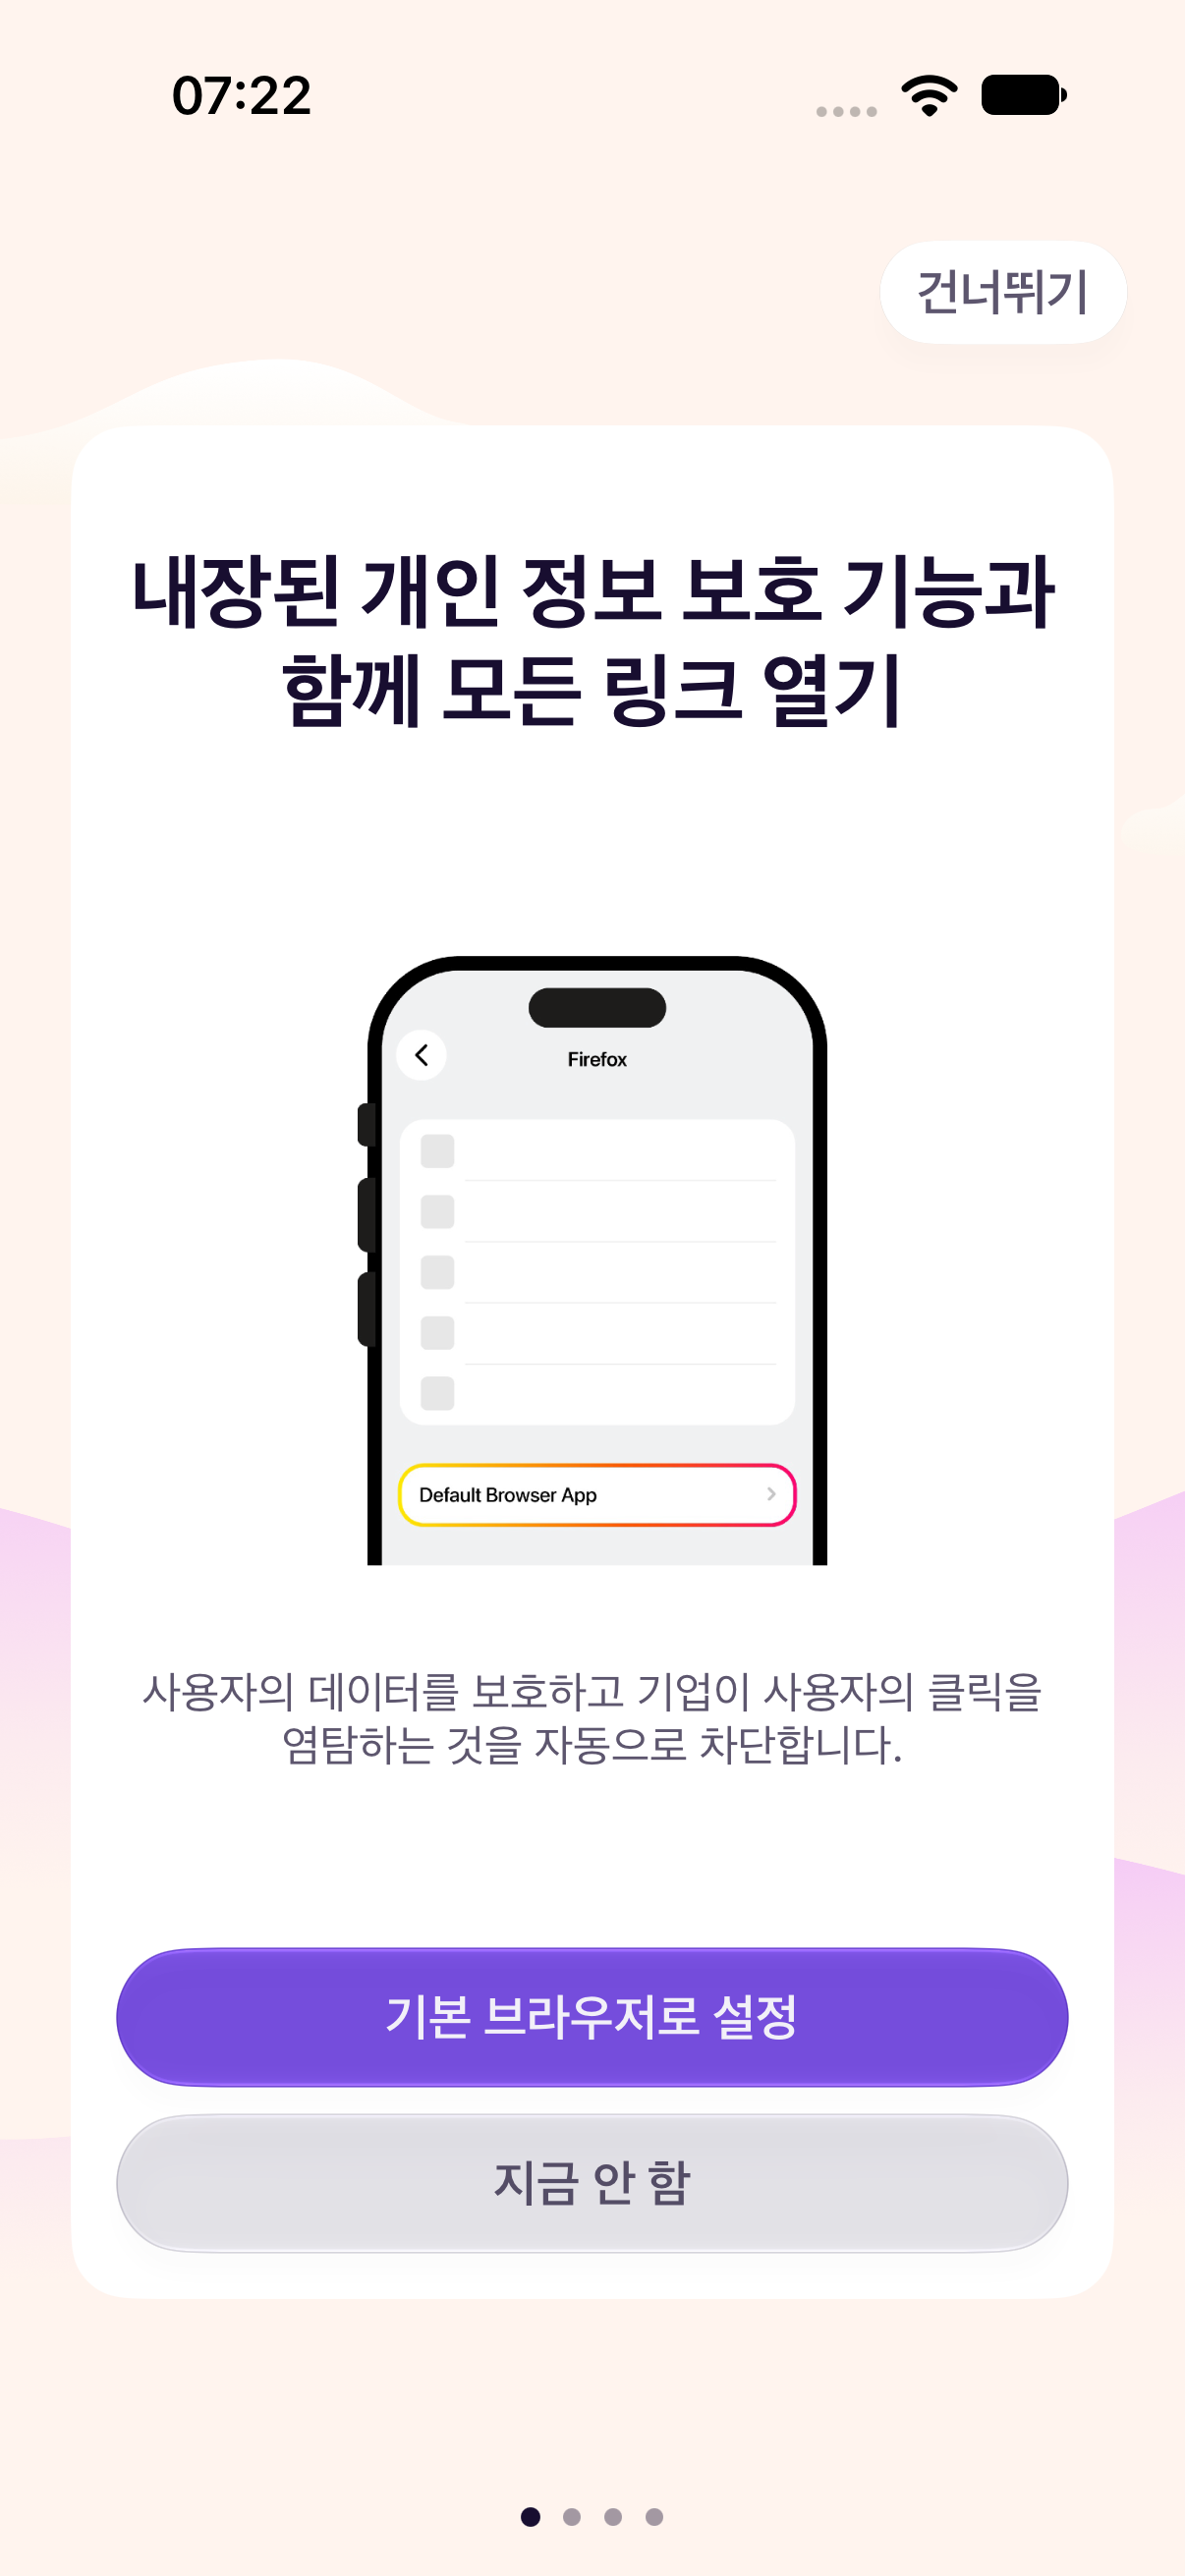 07:22
건너뛰기
내장된 개인 정보 보호 기능과
함께 모든 링크 열기
Firefox
Default Browser App
사용자의 데이터를 보호하고 기업이 사용자의 클릭을
염탐하는 것을 자동으로 차단합니다.
기본 브라우저로 설정
지금 안 함